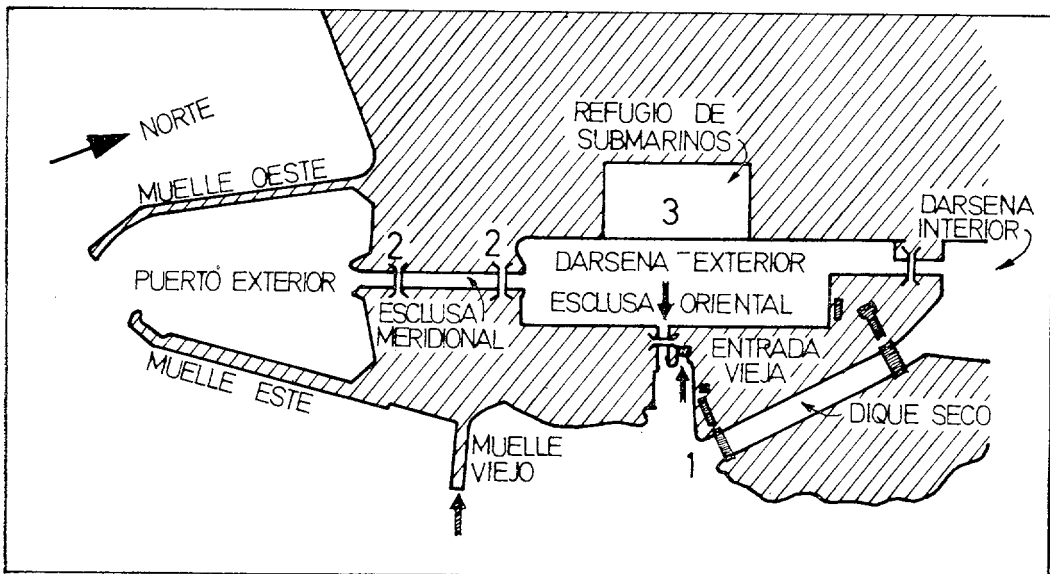 NORTE
MUELLE OESTE
REFUGIO DE
SUBMARINOS
3
DARSENA
INTERIOR
2
2
PUERTO EXTERIOR
DARSENA EXTERIOR
ESCLUSA
MERIDIONAL
ESCLUSA ORIENTAL
ENTRADA
VIEJA
MUELLE ESTE
DIQUE SECO
MUELLE
VIEJO
1